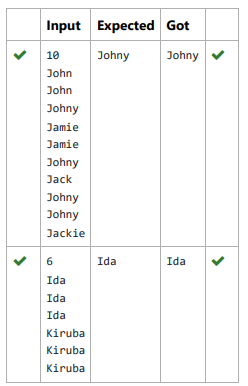 Input Expected Got
10 Johny Johny
John
John
Johny
Jamie
Jamie
Johny
Jack
Johny
Johny
Jackie
6 Ida Ida
Ida
Ida
Ida
Kiruba
Kiruba
Kiruba